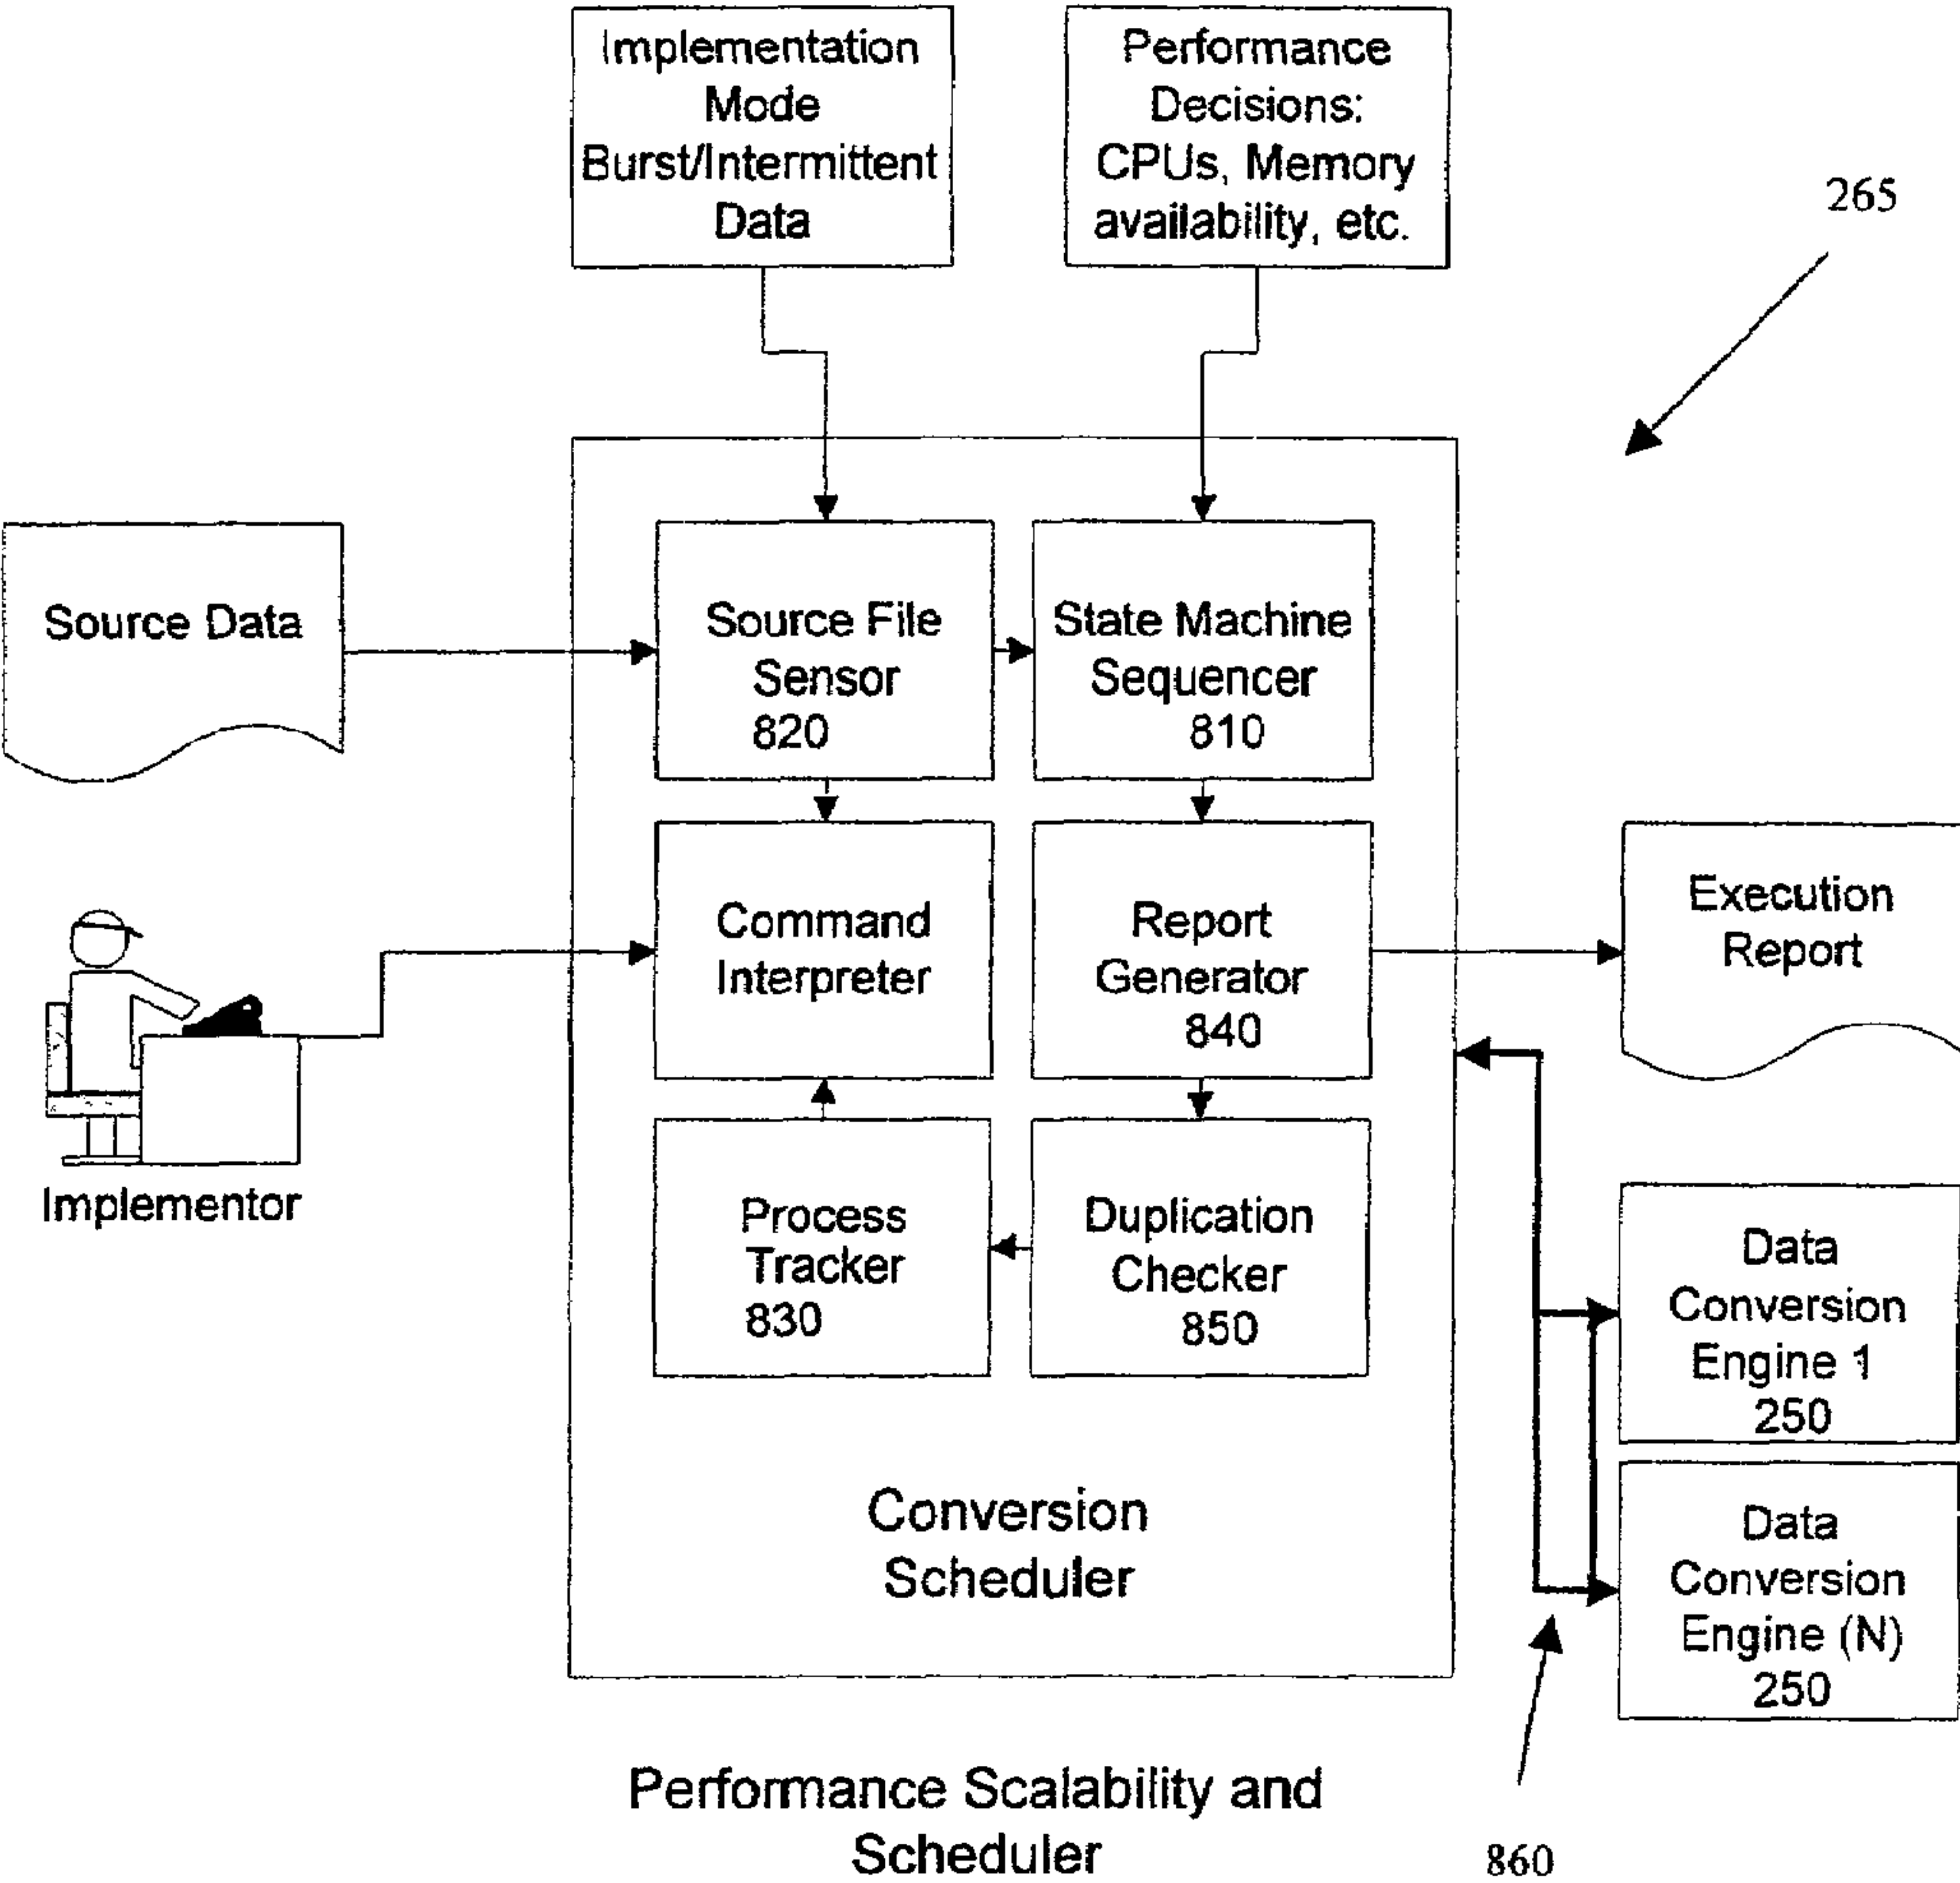 Implementation
Mode
Burst/Intermittent
Data
Performance
Decisions:
CPUs, Memory
availability, etc.
265
Source Data
Source File
Sensor
820
State Machine
Sequencer
810
Command
Interpreter
Report
Generator
840
Execution
Report
Implementor
Process
Tracker
830
Duplication
Checker
850
Data
Conversion
Engine 1
250
Data
Conversion
Engine (N)
250
Conversion
Scheduler
Performance Scalability and
Scheduler
860